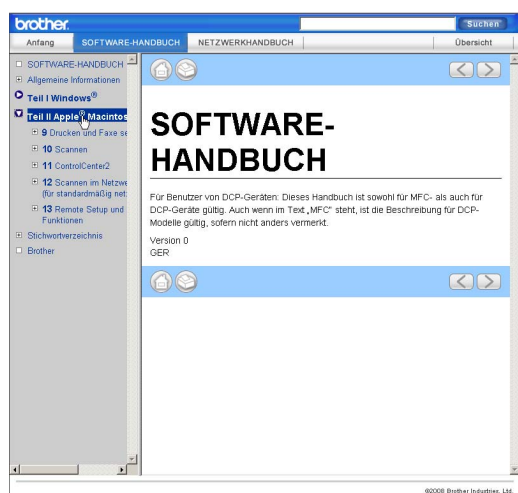 brother.
Suchen
Anfang
SOFTWARE-HANDBUCH
NETZWERKHANDBUCH
Übersicht
SOFTWARE-HANDBUCH
Allgemeine Informationen
Teil I Windows®
Teil II Apple® Macintos
9 Drucken und Faxe se
10 Scannen
11 ControlCenter2
12 Scannen im Netzwe
(für standardmäßig net:
13 Remote Setup und
Funktionen
Stichwortverzeichnis
Brother
SOFTWARE-
HANDBUCH
Für Benutzer von DCP-Geräten: Dieses Handbuch ist sowohl für MFC- als auch für
DCP-Geräte gültig. Auch wenn im Text „MFC“ steht, ist die Beschreibung für DCP-
Modelle gültig, sofern nicht anders vermerkt.
Version 0
GER
©2008 Brother Industries, Ltd.